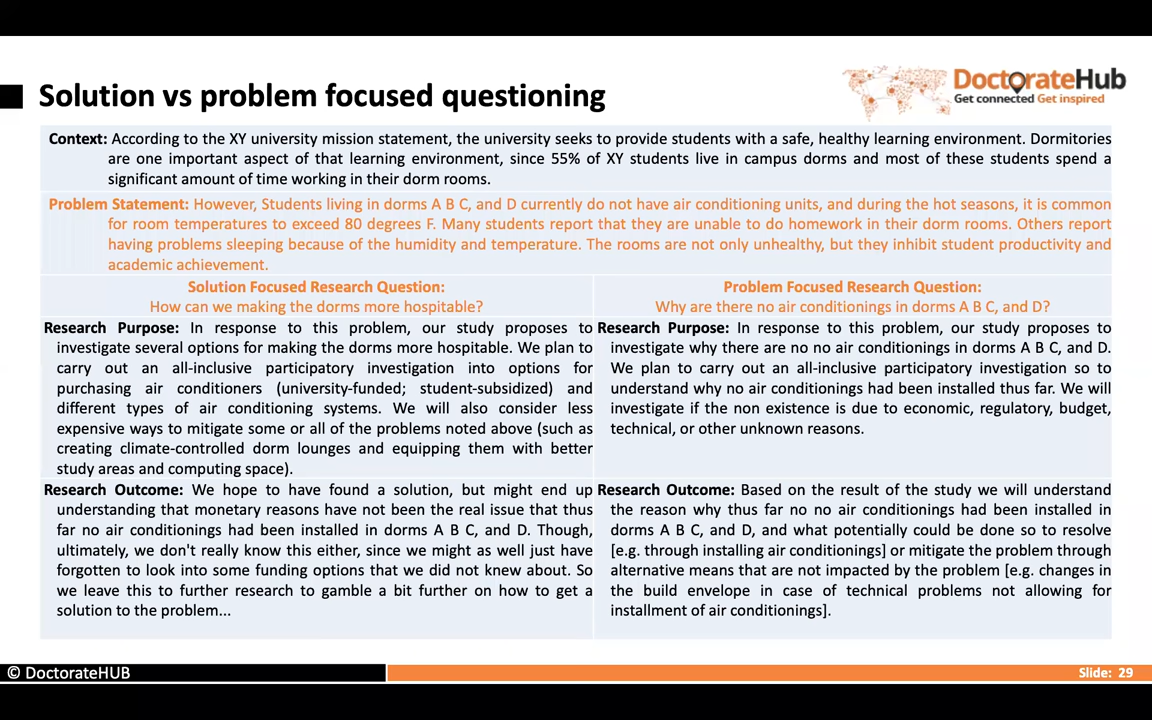 Solution vs problem focused questioning
DoctorateHub
Get connected Get inspired
Context: According to the XY university mission statement, the university seeks to provide students with a safe, healthy learning environment. Dormitories
are one important aspect of that learning environment, since 55% of XY students live in campus dorms and most of these students spend a
significant amount of time working in their dorm rooms.
Problem Statement: However, Students living in dorms A B C, and D currently do not have air conditioning units, and during the hot seasons, it is common
for room temperatures to exceed 80 degrees F. Many students report that they are unable to do homework in their dorm rooms. Others report
having problems sleeping because of the humidity and temperature. The rooms are not only unhealthy, but they inhibit student productivity and
academic achievement.
Solution Focused Research Question:
How can we making the dorms more hospitable?
Research Purpose: In response to this problem, our study proposes to
investigate several options for making the dorms more hospitable. We plan to
carry out an all-inclusive participatory investigation into options for
purchasing air conditioners (university-funded; student-subsidized) and
different types of air conditioning systems. We will also consider less
expensive ways to mitigate some or all of the problems noted above (such as
creating climate-controlled dorm lounges and equipping them with better
study areas and computing space).
Research Outcome: We hope to have found a solution, but might end up
understanding that monetary reasons have not been the real issue that thus
far no air conditionings had been installed in dorms A B C, and D. Though,
ultimately, we don't really know this either, since we might as well just have
forgotten to look into some funding options that we did not knew about. So
we leave this to further research to gamble a bit further on how to get a
solution to the problem...
Problem Focused Research Question:
Why are there no air conditionings in dorms A B C, and D?
Research Purpose: In response to this problem, our study proposes to
investigate why there are no no air conditionings in dorms A B C, and D.
We plan to carry out an all-inclusive participatory investigation so to
understand why no air conditionings had been installed thus far. We will
investigate if the non existence is due to economic, regulatory, budget,
technical, or other unknown reasons.
Research Outcome: Based on the result of the study we will understand
the reason why thus far no no air conditionings had been installed in
dorms A B C, and D, and what potentially could be done so to resolve
[e.g. through installing air conditionings] or mitigate the problem through
alternative means that are not impacted by the problem [e.g. changes in
the build envelope in case of technical problems not allowing for
installment of air conditionings].
© DoctorateHUB
Slide: 29